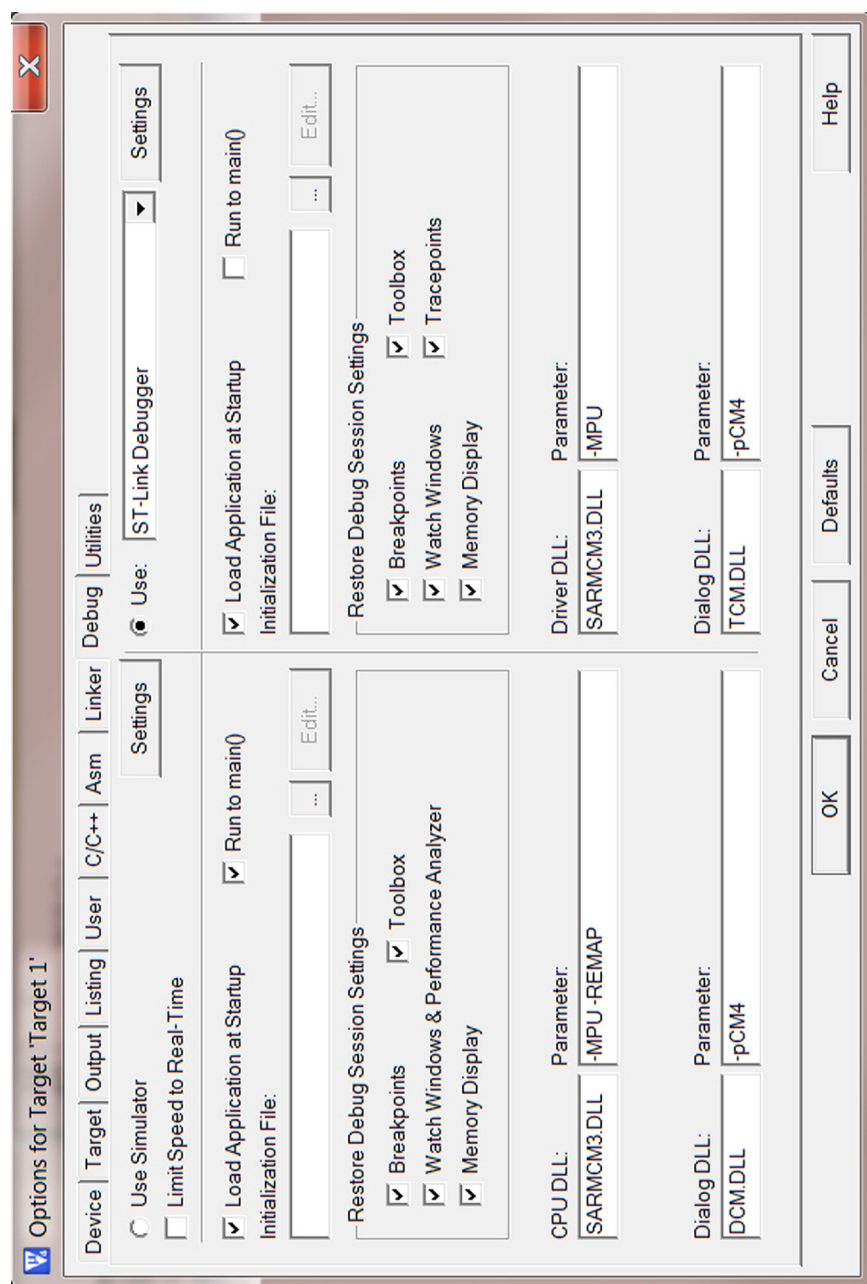 Options for Target 'Target 1'
X
Device Target Output Listing User C/C++ Asm Linker Debug Utilities
Use Simulator
Settings
Limit Speed to Real-Time
Load Application at Startup
Run to main()
Initialization File:
...
Edit...
Restore Debug Session Settings
Breakpoints
Toolbox
Watch Windows & Performance Analyzer
Memory Display
CPU DLL:
Parameter:
SARMCM3.DLL
-MPU -REMAP
Dialog DLL:
Parameter:
DCM.DLL
-pCM4
Use:
ST-Link Debugger
Settings
Load Application at Startup
Run to main()
Initialization File:
...
Edit...
Restore Debug Session Settings
Breakpoints
Toolbox
Watch Windows
Tracepoints
Memory Display
Driver DLL:
Parameter:
SARMCM3.DLL
-MPU
Dialog DLL:
Parameter:
TCM.DLL
-pCM4
OK
Cancel
Defaults
Help